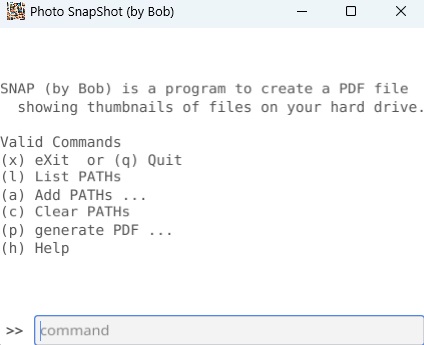 Photo SnapShot (by Bob)
SNAP (by Bob) is a program to create a PDF file
showing thumbnails of files on your hard drive.
Valid Commands
(x) eXit or (q) Quit
(l) List PATHs
(a) Add PATHs ...
(c) Clear PATHs
(p) generate PDF ...
(h) Help
>> command